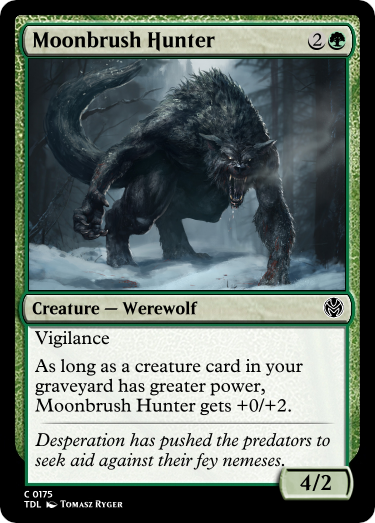 Moonbrush Hunter 2
Creature — Werewolf
Vigilance
As long as a creature card in your
graveyard has greater power,
Moonbrush Hunter gets +0/+2.
Desperation has pushed the predators to
seek aid against their fey nemeses.
4/2
C 0175
TDL Tomasz Ryger